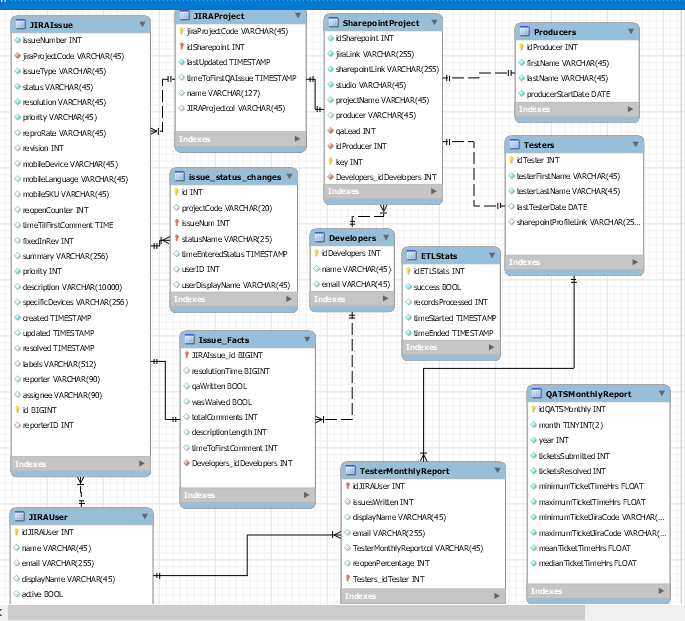 JIRAIssue
issueNumber INT
jiraProjectCode VARCHAR(45)
issueType VARCHAR(45)
status VARCHAR(45)
resolution VARCHAR(45)
priority VARCHAR(45)
reproRate VARCHAR(45)
revision INT
mobileDevice VARCHAR(45)
mobileLanguage VARCHAR(45)
mobileSKU VARCHAR(45)
reopenCounter INT
timeTilFirstComment TIME
fixedInRev INT
summary VARCHAR(256)
priority INT
description VARCHAR(10000)
specificDevices VARCHAR(256)
created TIMESTAMP
updated TIMESTAMP
resolved TIMESTAMP
labels VARCHAR(512)
reporter VARCHAR(90)
assignee VARCHAR(90)
id BIGINT
reporterID INT
Indexes
JIRAProject
jiraProjectCode VARCHAR(45)
idSharepoint INT
lastUpdated TIMESTAMP
timeToFirstQAIssue TIMESTAMP
name VARCHAR(127)
JIRAProjectcol VARCHAR(45)
Indexes
SharepointProject
idSharepoint INT
jiraLink VARCHAR(255)
sharepointLink VARCHAR(255)
studio VARCHAR(45)
projectName VARCHAR(45)
producer VARCHAR(45)
qaLead INT
idProducer INT
key INT
Developers_idDevelopers INT
Indexes
Producers
idProducer INT
firstName VARCHAR(45)
lastName VARCHAR(45)
producerStartDate DATE
Indexes
Testers
idTester INT
testerFirstName VARCHAR(45)
testerLastName VARCHAR(45)
lastTesterDate DATE
sharepointProfileLink VARCHAR(25...
Indexes
issue_status_changes
id INT
projectCode VARCHAR(20)
issueNum INT
statusName VARCHAR(25)
timeEnteredStatus TIMESTAMP
userID INT
userDisplayName VARCHAR(45)
Indexes
Developers
idDevelopers INT
name VARCHAR(45)
email VARCHAR(45)
Indexes
ETLStats
idETLStats INT
success BOOL
recordsProcessed INT
timeStarted TIMESTAMP
timeEnded TIMESTAMP
Indexes
Issue_Facts
JIRAIssue_id BIGINT
resolutionTime BIGINT
qaWritten BOOL
wasWaived BOOL
totalComments INT
descriptionLength INT
timeToFirstComment INT
Developers_idDevelopers INT
Indexes
QATSMonthlyReport
idQATSMonthly INT
month TINYINT(2)
year INT
ticketsSubmitted INT
ticketsResolved INT
minimumTicketTimeHrs FLOAT
maximumTicketTimeHrs FLOAT
minimumTicketJiraCode VARCHAR(...
maximumTicketJiraCode VARCHAR(...
meanTicketTimeHrs FLOAT
medianTicketTimeHrs FLOAT
Indexes
TesterMonthlyReport
idJIRAUser INT
issuesWritten INT
displayName VARCHAR(45)
email VARCHAR(255)
TesterMonthlyReportcol VARCHAR(45)
reopenPercentage INT
Testers_idTester INT
Indexes
JIRAUser
idJIRAUser INT
name VARCHAR(45)
email VARCHAR(255)
displayName VARCHAR(45)
active BOOL